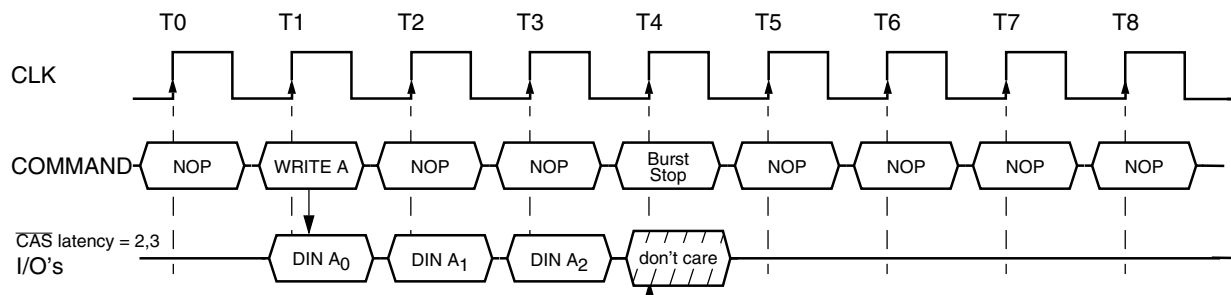 T0 T1 T2 T3 T4 T5 T6 T7 T8
CLK
COMMAND NOP WRITE A NOP NOP Burst Stop NOP NOP NOP NOP
CAS latency = 2,3
I/O's DIN A0 DIN A1 DIN A2 don't care